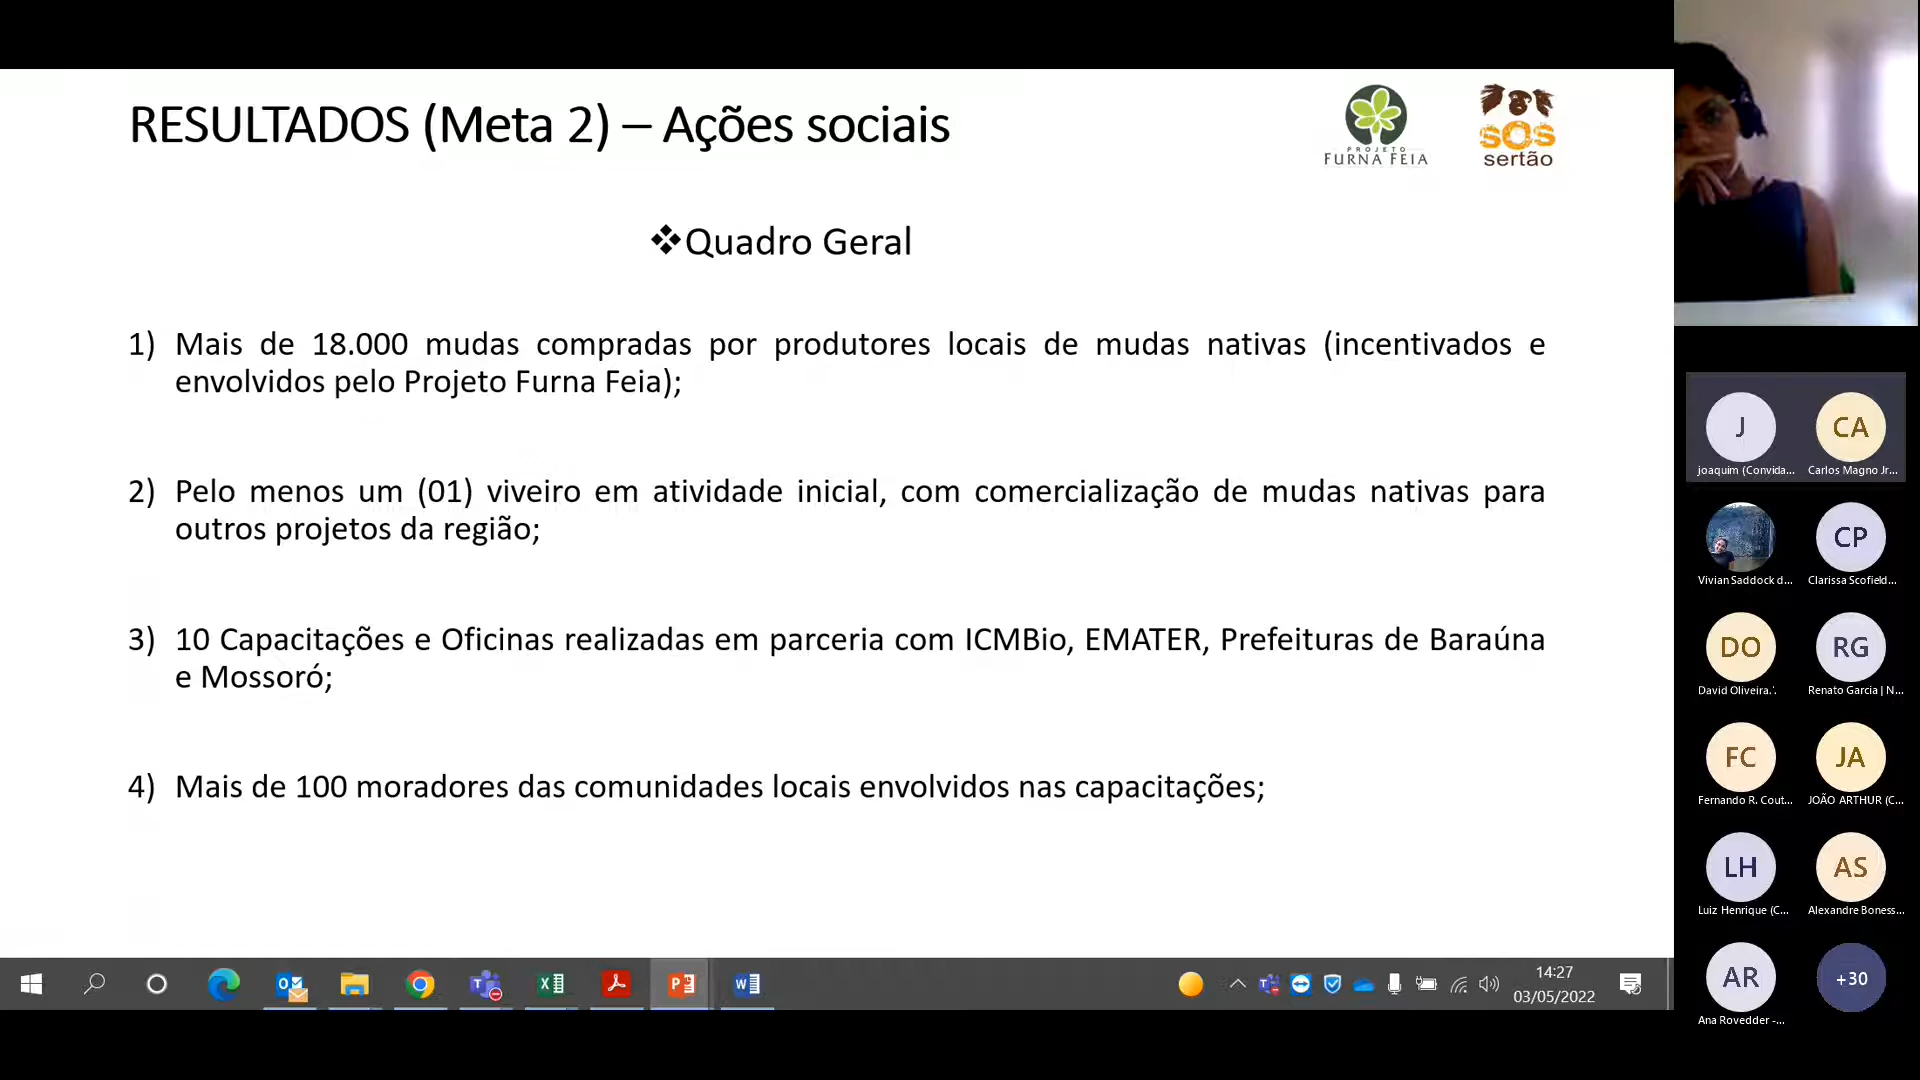 RESULTADOS (Meta 2) – Ações sociais
PROJETO
FURNA FEIA
SOS
sertão
❖Quadro Geral
1) Mais de 18.000 mudas compradas por produtores locais de mudas nativas (incentivados e
envolvidos pelo Projeto Furna Feia);
2) Pelo menos um (01) viveiro em atividade inicial, com comercialização de mudas nativas para
outros projetos da região;
3) 10 Capacitações e Oficinas realizadas em parceria com ICMBio, EMATER, Prefeituras de Baraúna
e Mossoró;
4) Mais de 100 moradores das comunidades locais envolvidos nas capacitações;
J
CA
joaquim (Convida...
Carlos Magno Jr...
CP
Vivian Saddock d...
Clarissa Scofield...
DO
RG
David Oliveira...
Renato Garcia | N...
FC
JA
Fernando R. Cout...
JOÃO ARTHUR (C...
LH
AS
Luiz Henrique (C...
Alexandre Boness...
AR
+30
Ana Rovedder -...
14:27
03/05/2022